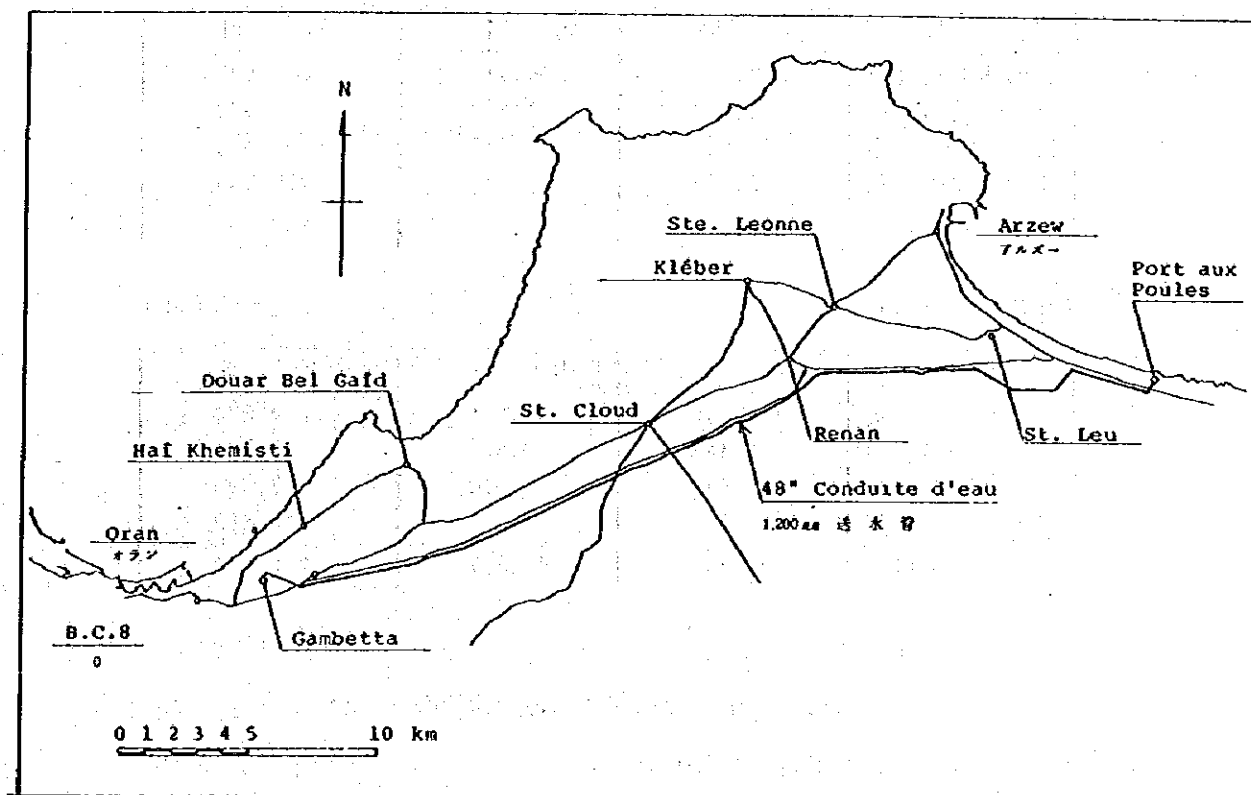 N
Ste. Leonne
Arzew
アルズー
Kléber
Port aux
Poules
Douar Bel Gaïd
St. Cloud
Haï Khemisti
Renan
St. Leu
48" Conduite d'eau
1,200㎜ 送水管
Oran
オラン
B.C.8
0
Gambetta
0 1 2 3 4 5 10 km